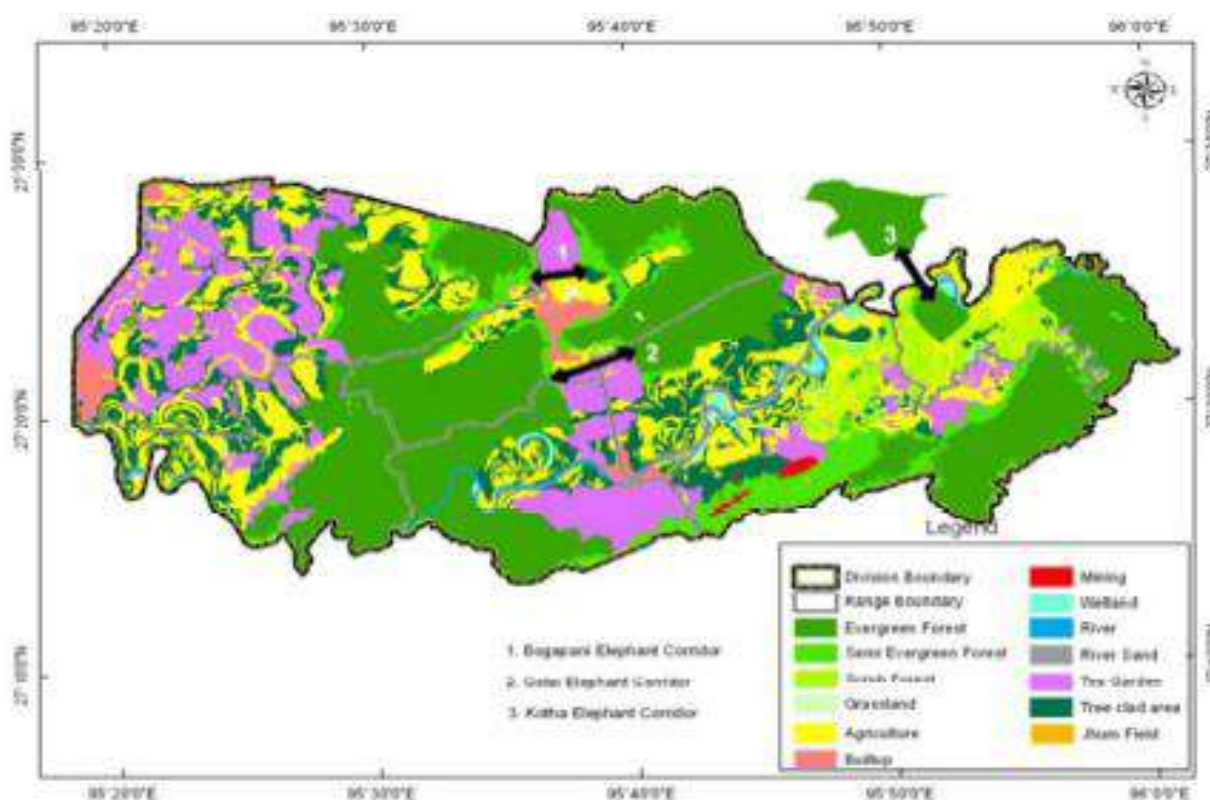 95°20'0"E 95°30'0"E 95°40'0"E 95°50'0"E 96°0'0"E
27°30'0"N
3
1
1
2
27°20'0"N
Legend
Division Boundary Mining
Range Boundary Wetland
Evergreen Forest River
1. Bogapani Elephant Corridor
Semi Evergreen Forest River Sand
27°10'0"N
2. Golai Elephant Corridor
Scrub Forest Tea Garden
Grassland Tree clad area
3. Kotha Elephant Corridor
Agriculture Jhum Field
Builtup
95°20'0"E 95°30'0"E 95°40'0"E 95°50'0"E 96°0'0"E